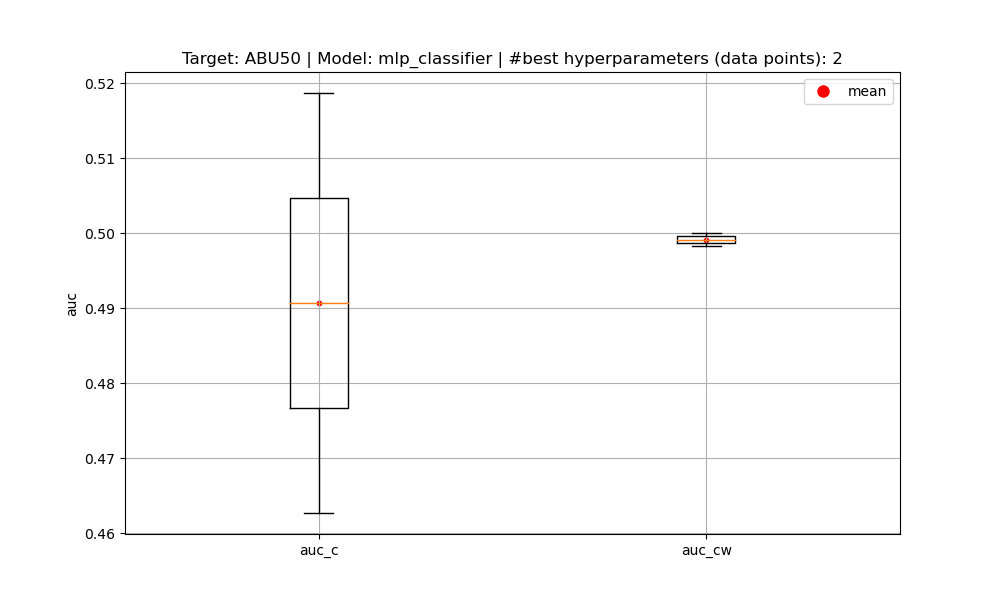 Target: ABU50 | Model: mlp_classifier | #best hyperparameters (data points): 2
mean
0.52
0.51
0.50
0.49
0.48
0.47
0.46
auc
auc_c
auc_cw